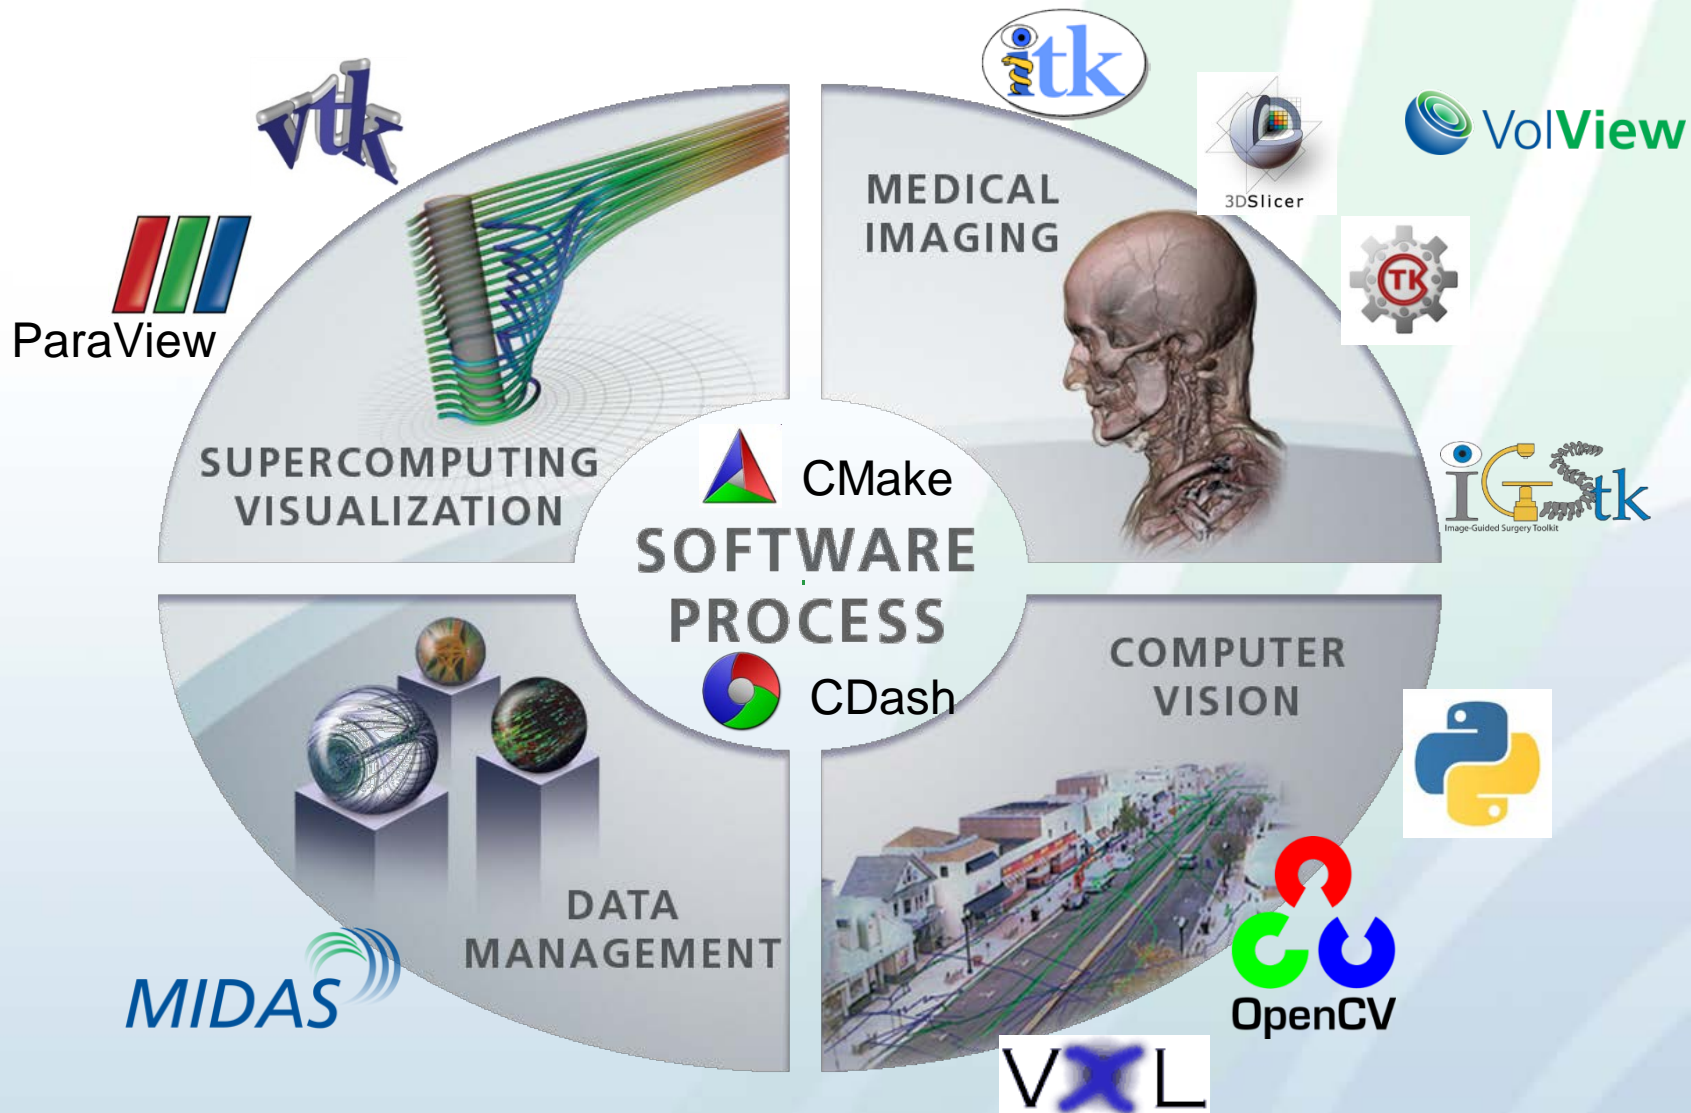 vtk
ParaView
SUPERCOMPUTING
VISUALIZATION
itk
MEDICAL
IMAGING
3DSlicer
VolView
CTK
IGStk
Image-Guided Surgery Toolkit
CMake
SOFTWARE
PROCESS
CDash
DATA
MANAGEMENT
MIDAS
COMPUTER
VISION
OpenCV
VXL